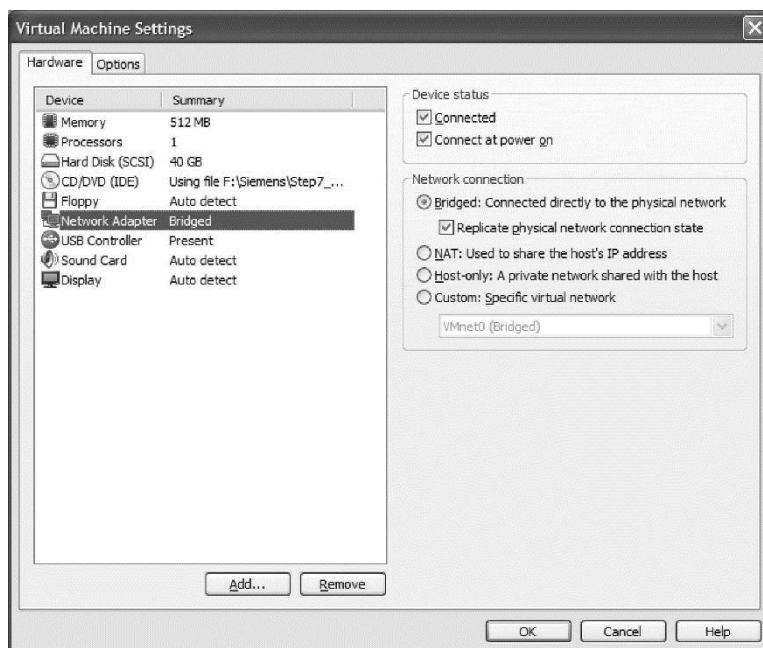 Virtual Machine Settings
Hardware Options
Device Summary
Memory 512 MB
Processors 1
Hard Disk (SCSI) 40 GB
CD/DVD (IDE) Using file F:\Siemens\Step7_...
Floppy Auto detect
Network Adapter Bridged
USB Controller Present
Sound Card Auto detect
Display Auto detect
Add... Remove
Device status
Connected
Connect at power on
Network connection
Bridged: Connected directly to the physical network
Replicate physical network connection state
NAT: Used to share the host's IP address
Host-only: A private network shared with the host
Custom: Specific virtual network
VMnet0 (Bridged)
OK Cancel Help